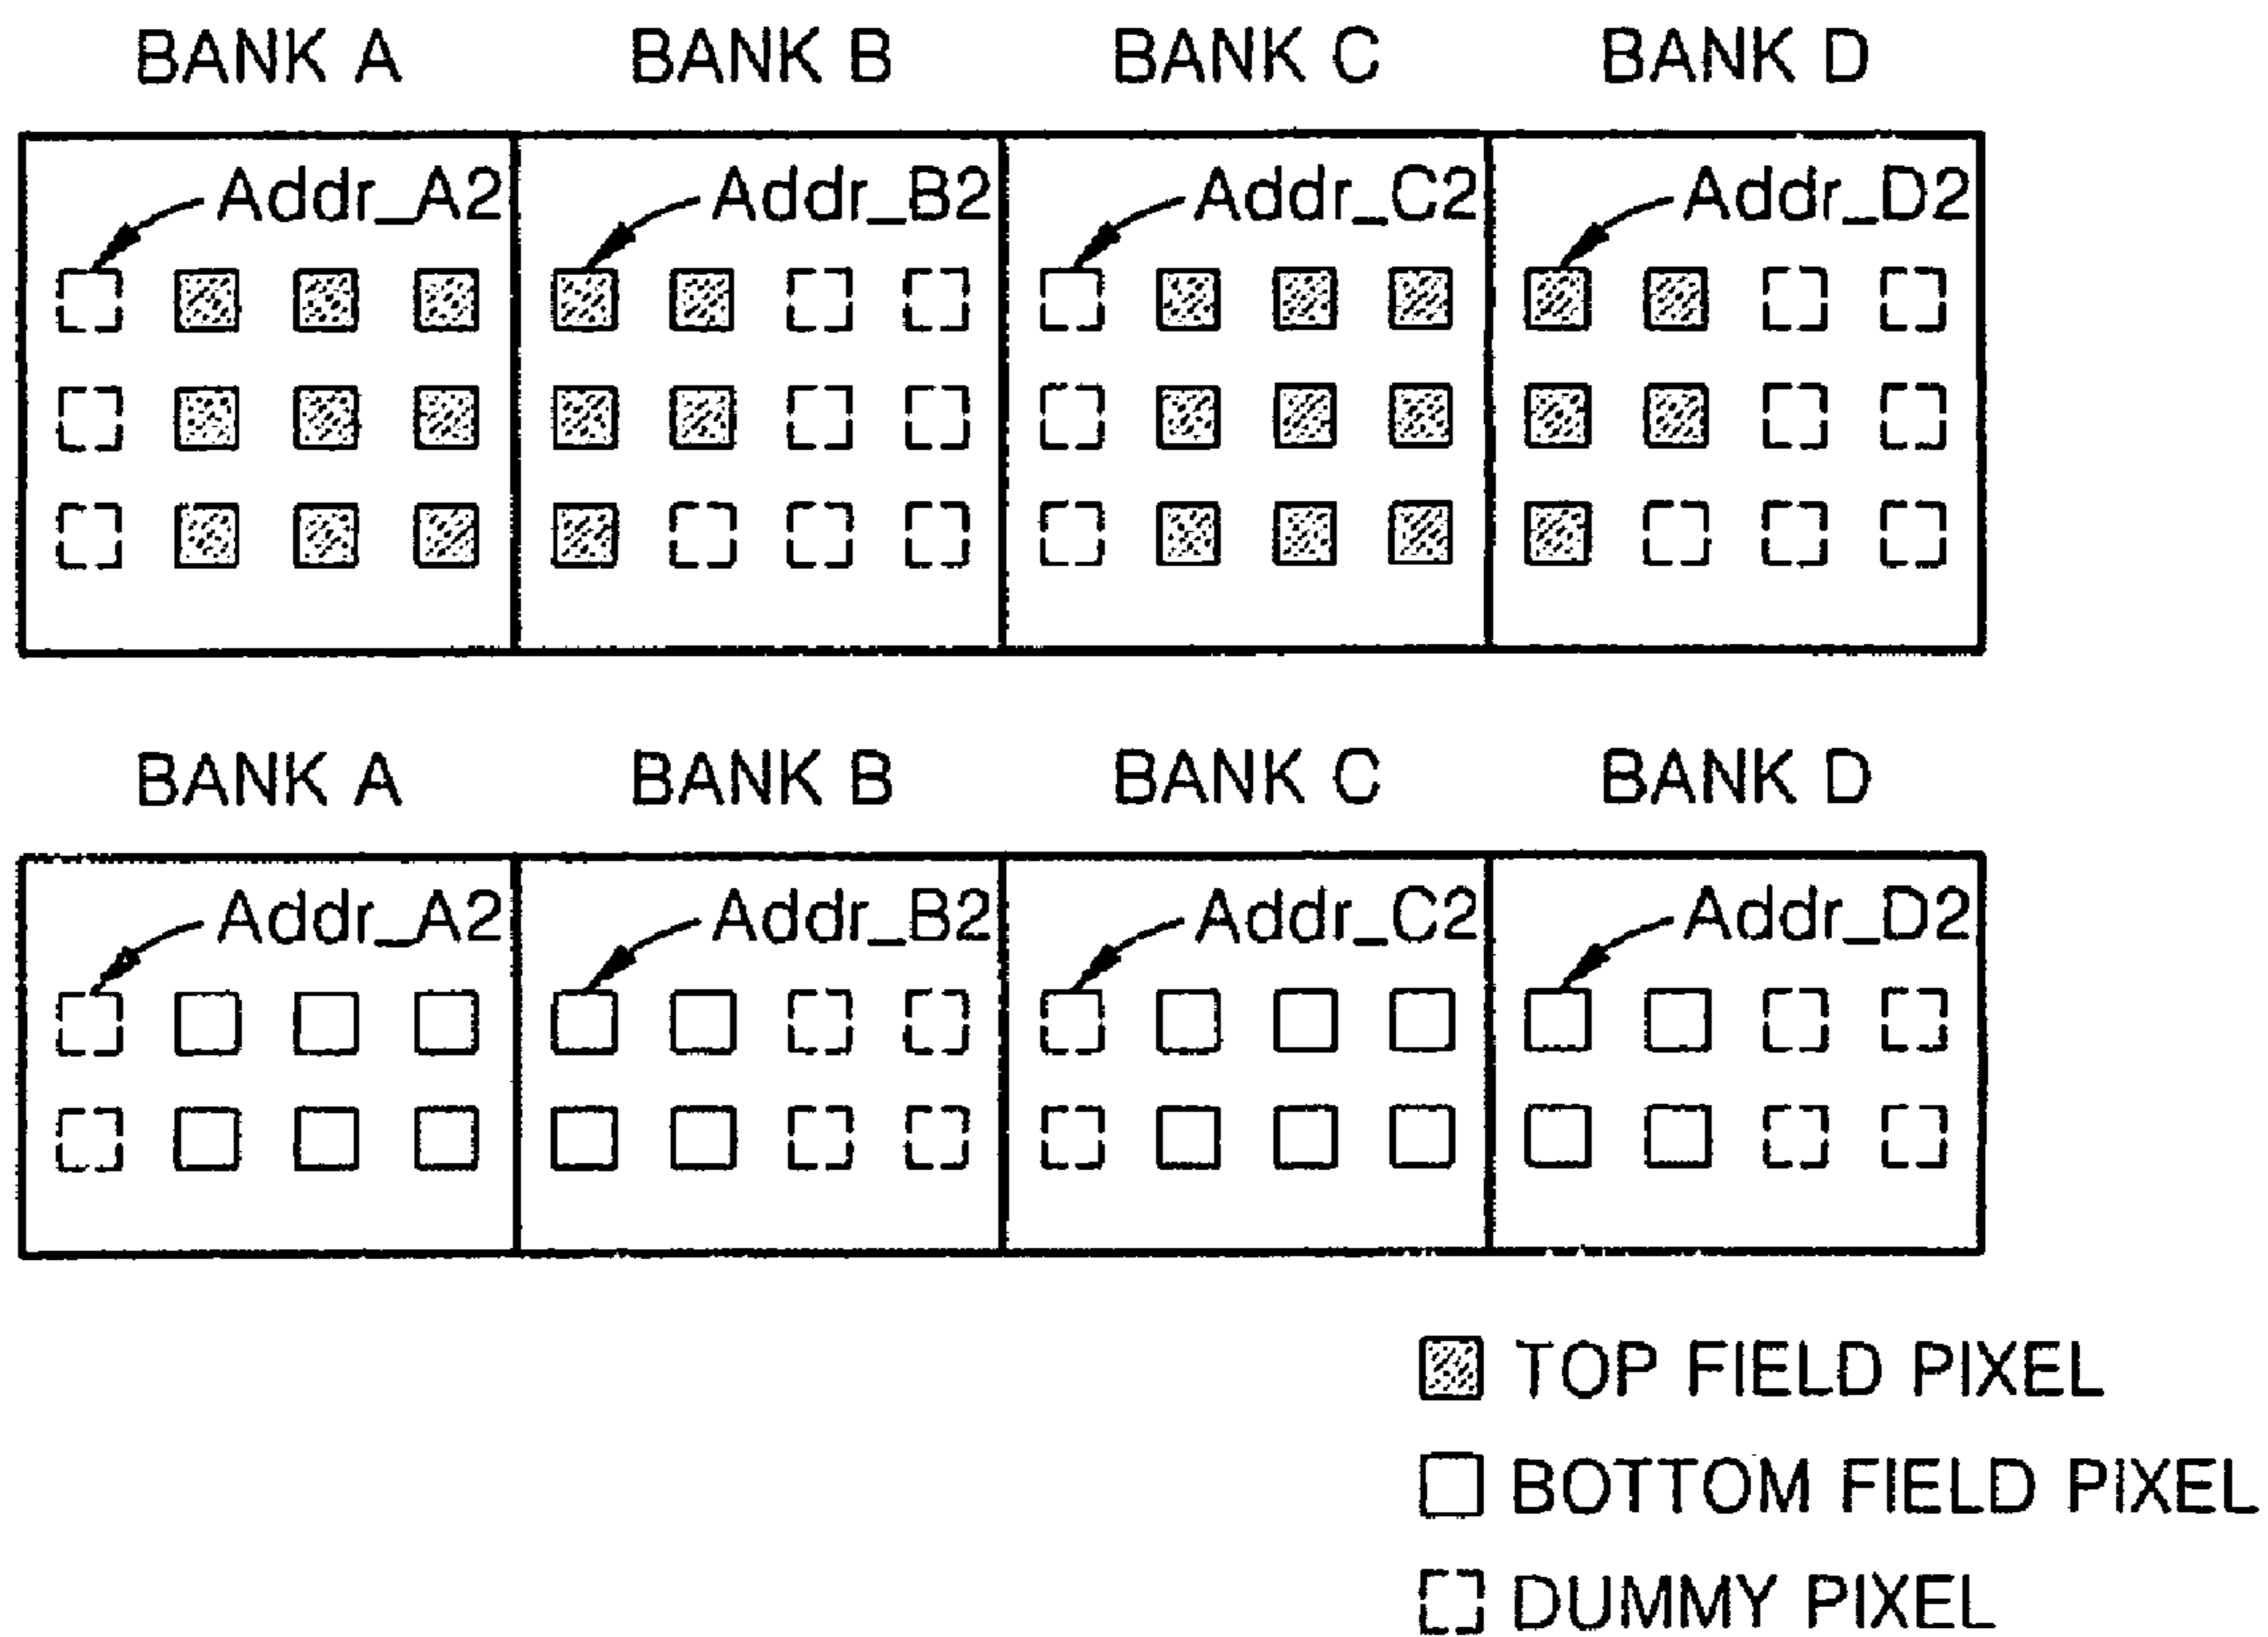 BANK A BANK B BANK C BANK D
Addr_A2 Addr_B2 Addr_C2 Addr_D2
BANK A BANK B BANK C BANK D
Addr_A2 Addr_B2 Addr_C2 Addr_D2
TOP FIELD PIXEL
BOTTOM FIELD PIXEL
DUMMY PIXEL